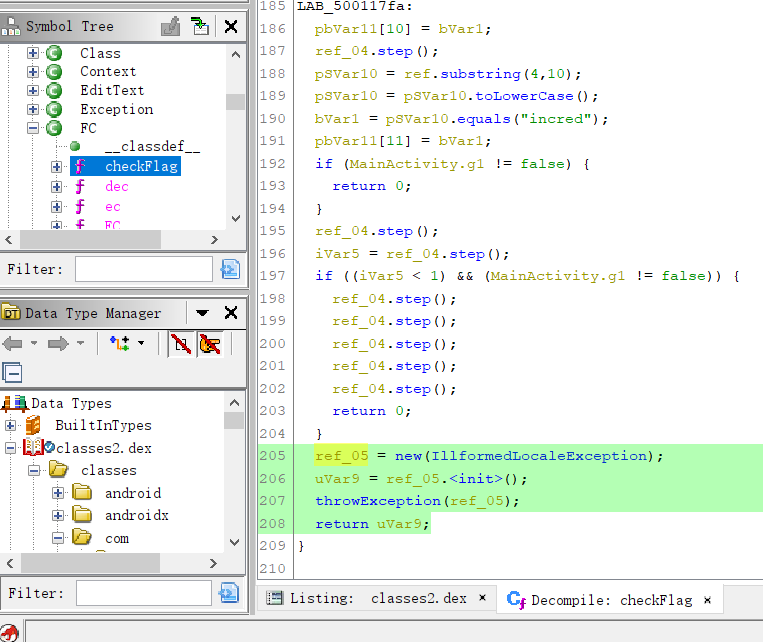 Symbol Tree
Class
Context
EditText
Exception
FC
__classdef__
f checkFlag
f dec
f ec
f FC
Filter:
DT Data Type Manager
Data Types
BuiltInTypes
classes2.dex
classes
android
androidx
com
Filter:
185 LAB_500117fa:
186 pbVar11[10] = bVar1;
187 ref_04.step();
188 pSVar10 = ref.substring(4,10);
189 pSVar10 = pSVar10.toLowerCase();
190 bVar1 = pSVar10.equals("incred");
191 pbVar11[11] = bVar1;
192 if (MainActivity.g1 != false) {
193 return 0;
194 }
195 ref_04.step();
196 iVar5 = ref_04.step();
197 if ((iVar5 < 1) && (MainActivity.g1 != false)) {
198 ref_04.step();
199 ref_04.step();
200 ref_04.step();
201 ref_04.step();
202 ref_04.step();
203 return 0;
204 }
205 ref_05 = new(IllformedLocaleException);
206 uVar9 = ref_05.<init>();
207 throwException(ref_05);
208 return uVar9;
209 }
210
Listing: classes2.dex ×
Cf Decompile: checkFlag ×